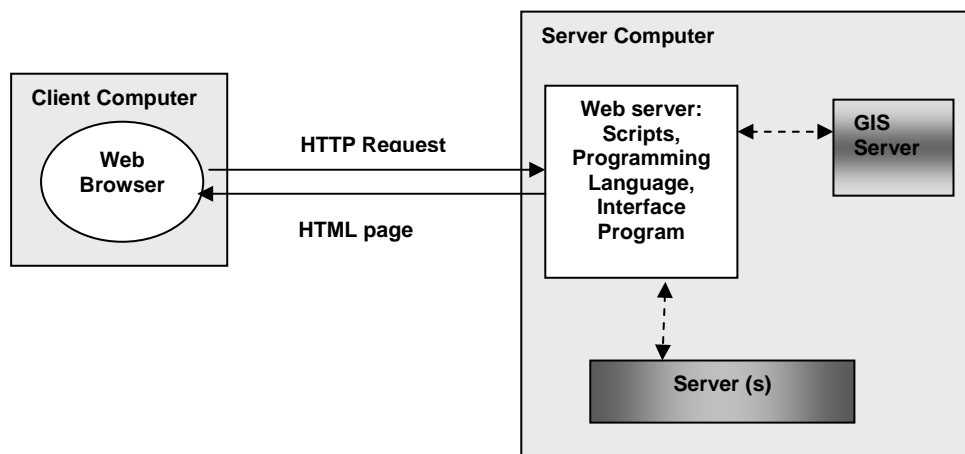 Server Computer
Client Computer
Web
Browser
HTTP Request
HTML page
Web server:
Scripts,
Programming
Language,
Interface
Program
GIS
Server
Server (s)